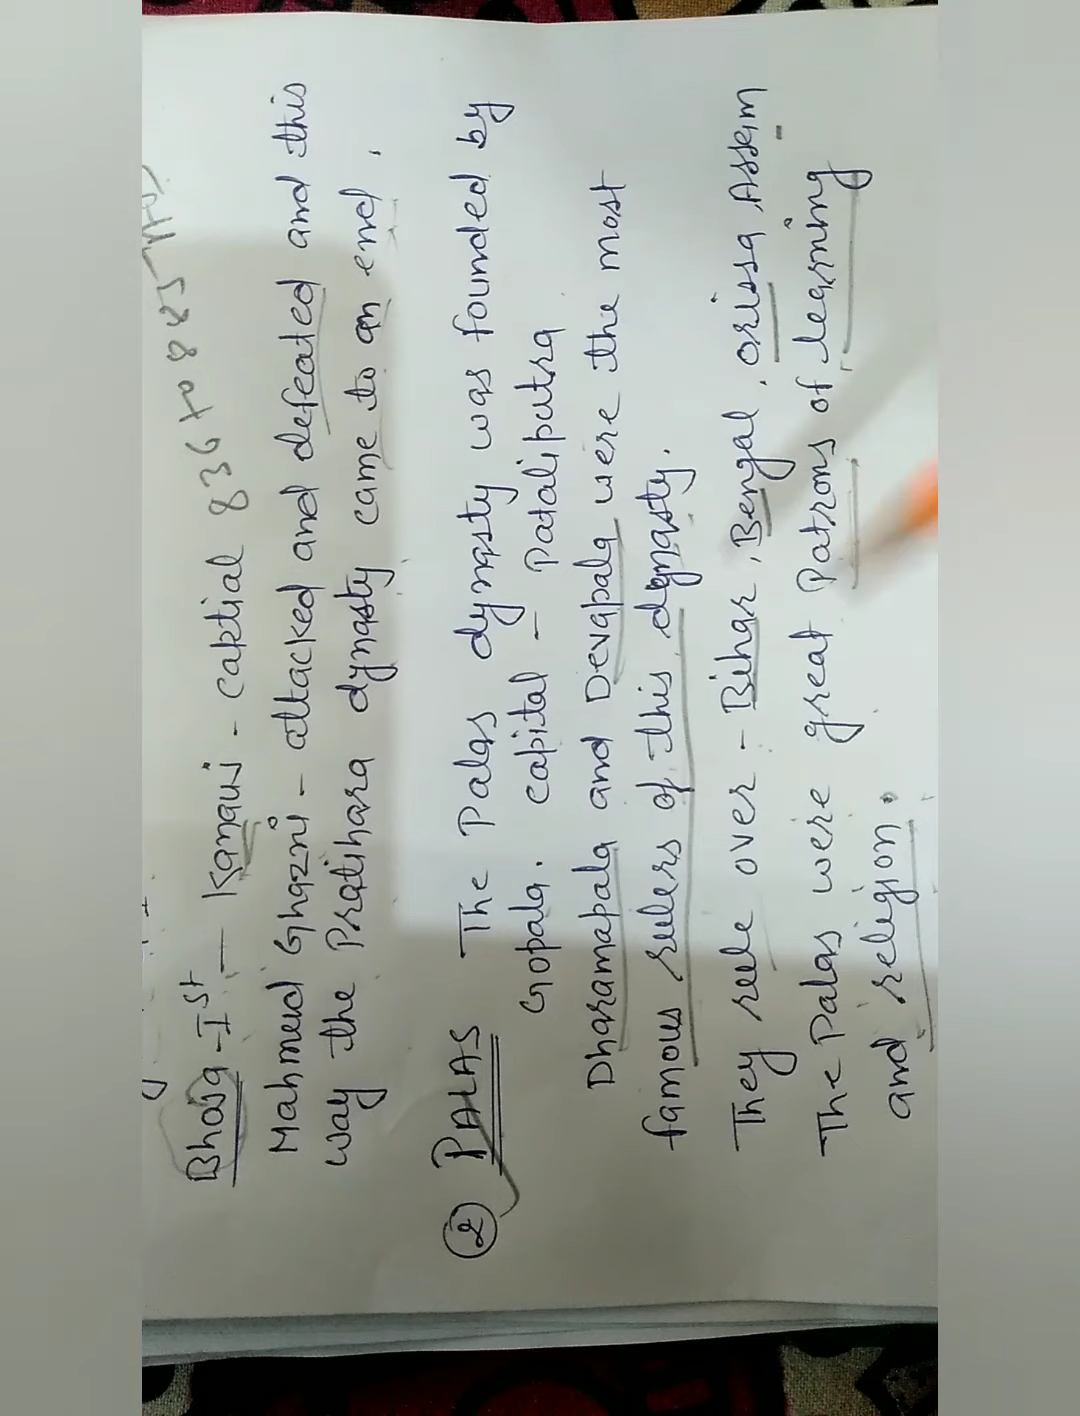 Bhoja-Ist - Kanauj - caktial 836 to 885
Mahmud Ghazni - attacked and defeated and this
way the Pratihara dynasty came to an end.
② PALAS The Palas dynasty was founded by
Gopala. capital - Pataliputra
Dharamapala and Devapala were the most
famous rulers of this dynasty.
They rule over - Bihar, Bengal, Orissa, Assam
The Palas were great Patrons of learning
and religion.